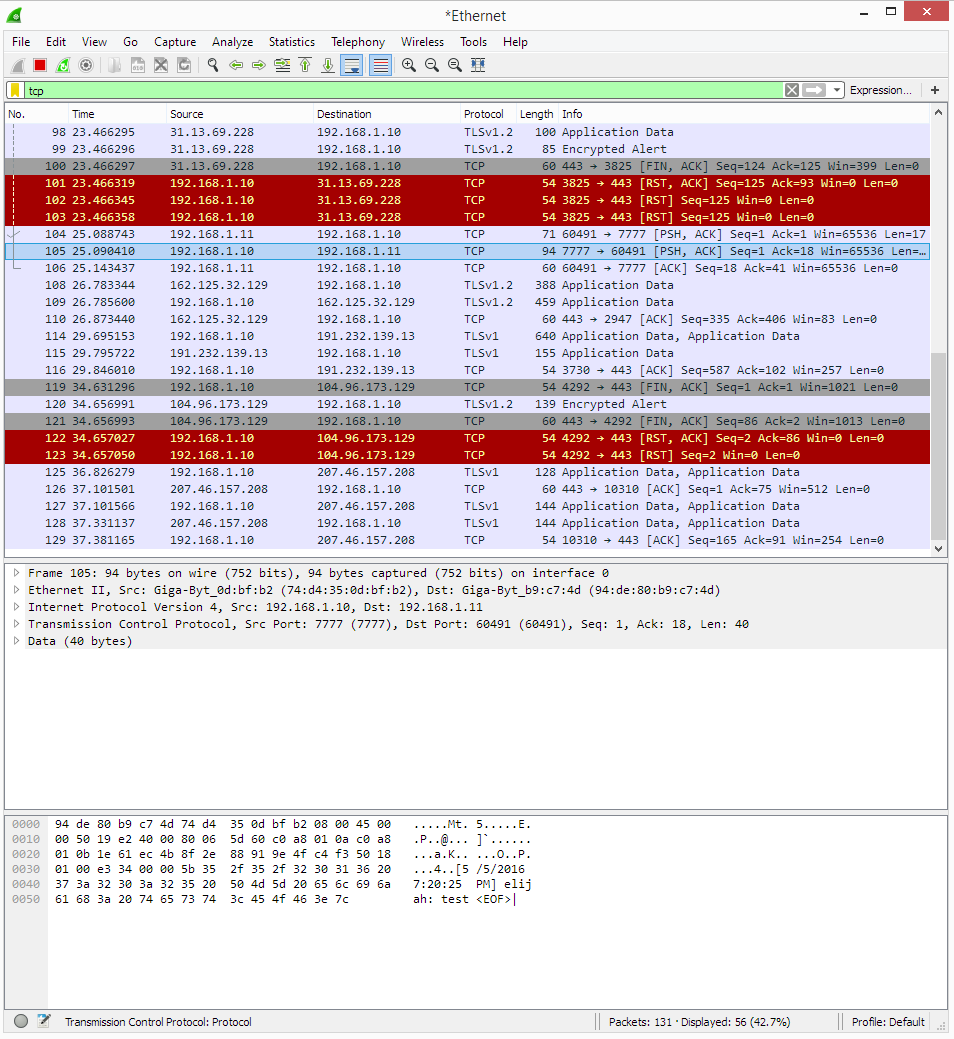 *Ethernet
File Edit View Go Capture Analyze Statistics Telephony Wireless Tools Help
tcp Expression... +
No. Time Source Destination Protocol Length Info
98 23.466295 31.13.69.228 192.168.1.10 TLSv1.2 100 Application Data
99 23.466296 31.13.69.228 192.168.1.10 TLSv1.2 85 Encrypted Alert
100 23.466297 31.13.69.228 192.168.1.10 TCP 60 443 → 3825 [FIN, ACK] Seq=124 Ack=125 Win=399 Len=0
101 23.466319 192.168.1.10 31.13.69.228 TCP 54 3825 → 443 [RST, ACK] Seq=125 Ack=93 Win=0 Len=0
102 23.466345 192.168.1.10 31.13.69.228 TCP 54 3825 → 443 [RST] Seq=125 Win=0 Len=0
103 23.466358 192.168.1.10 31.13.69.228 TCP 54 3825 → 443 [RST] Seq=125 Win=0 Len=0
104 25.088743 192.168.1.11 192.168.1.10 TCP 71 60491 → 7777 [PSH, ACK] Seq=1 Ack=1 Win=65536 Len=17
105 25.090410 192.168.1.10 192.168.1.11 TCP 94 7777 → 60491 [PSH, ACK] Seq=1 Ack=18 Win=65536 Len=…
106 25.143437 192.168.1.11 192.168.1.10 TCP 60 60491 → 7777 [ACK] Seq=18 Ack=41 Win=65536 Len=0
108 26.783344 162.125.32.129 192.168.1.10 TLSv1.2 388 Application Data
109 26.785600 192.168.1.10 162.125.32.129 TLSv1.2 459 Application Data
110 26.873440 162.125.32.129 192.168.1.10 TCP 60 443 → 2947 [ACK] Seq=335 Ack=406 Win=83 Len=0
114 29.695153 192.168.1.10 191.232.139.13 TLSv1 640 Application Data, Application Data
115 29.795722 191.232.139.13 192.168.1.10 TLSv1 155 Application Data
116 29.846010 192.168.1.10 191.232.139.13 TCP 54 3730 → 443 [ACK] Seq=587 Ack=102 Win=257 Len=0
119 34.631296 192.168.1.10 104.96.173.129 TCP 54 4292 → 443 [FIN, ACK] Seq=1 Ack=1 Win=1021 Len=0
120 34.656991 104.96.173.129 192.168.1.10 TLSv1.2 139 Encrypted Alert
121 34.656993 104.96.173.129 192.168.1.10 TCP 60 443 → 4292 [FIN, ACK] Seq=86 Ack=2 Win=1013 Len=0
122 34.657027 192.168.1.10 104.96.173.129 TCP 54 4292 → 443 [RST, ACK] Seq=2 Ack=86 Win=0 Len=0
123 34.657050 192.168.1.10 104.96.173.129 TCP 54 4292 → 443 [RST] Seq=2 Win=0 Len=0
125 36.826279 192.168.1.10 207.46.157.208 TLSv1 128 Application Data, Application Data
126 37.101501 207.46.157.208 192.168.1.10 TCP 60 443 → 10310 [ACK] Seq=1 Ack=75 Win=512 Len=0
127 37.101566 192.168.1.10 207.46.157.208 TLSv1 144 Application Data, Application Data
128 37.331137 207.46.157.208 192.168.1.10 TLSv1 144 Application Data, Application Data
129 37.381165 192.168.1.10 207.46.157.208 TCP 54 10310 → 443 [ACK] Seq=165 Ack=91 Win=254 Len=0
Frame 105: 94 bytes on wire (752 bits), 94 bytes captured (752 bits) on interface 0
Ethernet II, Src: Giga-Byt_0d:bf:b2 (74:d4:35:0d:bf:b2), Dst: Giga-Byt_b9:c7:4d (94:de:80:b9:c7:4d)
Internet Protocol Version 4, Src: 192.168.1.10, Dst: 192.168.1.11
Transmission Control Protocol, Src Port: 7777 (7777), Dst Port: 60491 (60491), Seq: 1, Ack: 18, Len: 40
Data (40 bytes)
0000 94 de 80 b9 c7 4d 74 d4 35 0d bf b2 08 00 45 00 .....Mt. 5.....E.
0010 00 50 19 e2 40 00 80 06 5d 60 c0 a8 01 0a c0 a8 .P..@... ]`......
0020 01 0b 1e 61 ec 4b 8f 2e 88 91 9e 4f c4 f3 50 18 ...a.K.. ...O..P.
0030 01 00 e3 34 00 00 5b 35 2f 35 2f 32 30 31 36 20 ...4..[5 /5/2016
0040 37 3a 32 30 3a 32 35 20 50 4d 5d 20 65 6c 69 6a 7:20:25 PM] elij
0050 61 68 3a 20 74 65 73 74 3c 45 4f 46 3e 7c ah: test <EOF>|
Transmission Control Protocol: Protocol Packets: 131 · Displayed: 56 (42.7%) Profile: Default